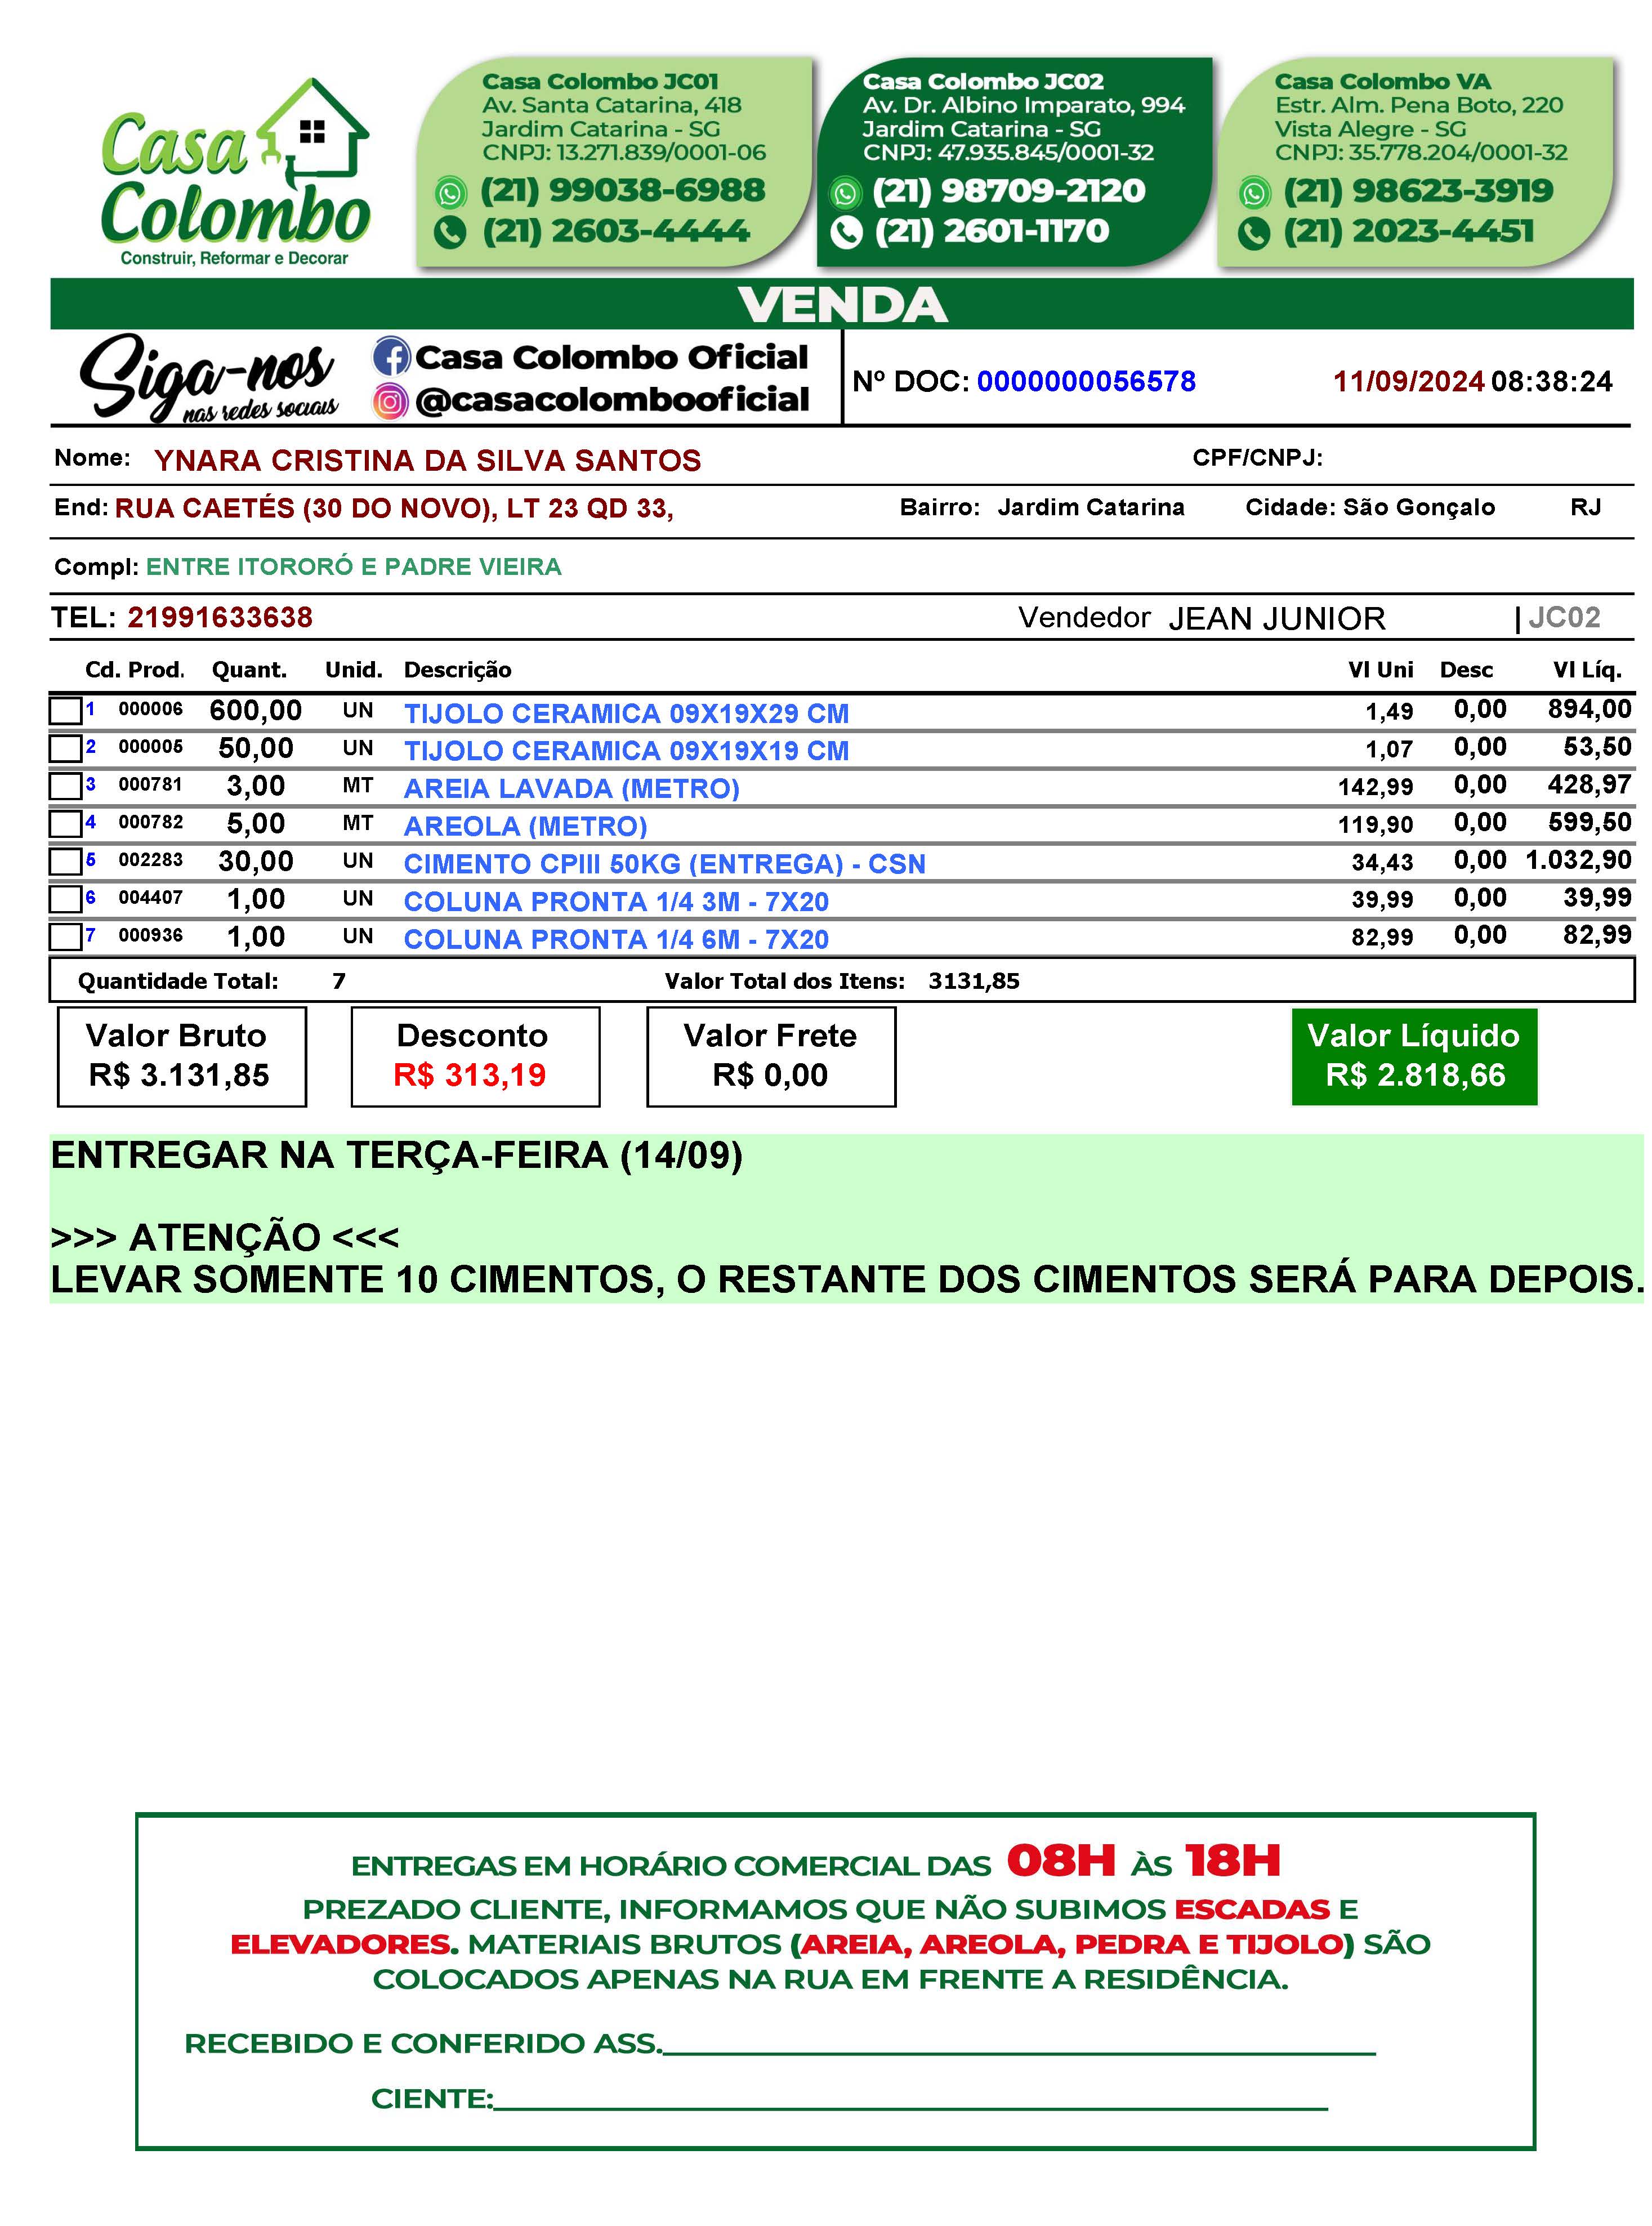 Casa
Colombo
Construir, Reformar e Decorar
Casa Colombo JC01
Av. Santa Catarina, 418
Jardim Catarina - SG
CNPJ: 13.271.839/0001-06
(21) 99038-6988
(21) 2603-4444
Casa Colombo JC02
Av. Dr. Albino Imparato, 994
Jardim Catarina - SG
CNPJ: 47.935.845/0001-32
(21) 98709-2120
(21) 2601-1170
Casa Colombo VA
Estr. Alm. Pena Boto, 220
Vista Alegre - SG
CNPJ: 35.778.204/0001-32
(21) 98623-3919
(21) 2023-4451
VENDA
Siga-nos
nas redes sociais
Casa Colombo Oficial
@casacolombooficial
Nº DOC: 0000000056578 11/09/2024 08:38:24
Nome: YNARA CRISTINA DA SILVA SANTOS CPF/CNPJ:
End: RUA CAETÉS (30 DO NOVO), LT 23 QD 33, Bairro: Jardim Catarina Cidade: São Gonçalo RJ
Compl: ENTRE ITORORÓ E PADRE VIEIRA
TEL: 21991633638 Vendedor JEAN JUNIOR | JC02
Cd. Prod. Quant. Unid. Descrição Vl Uni Desc Vl Líq.
1 000006 600,00 UN TIJOLO CERAMICA 09X19X29 CM 1,49 0,00 894,00
2 000005 50,00 UN TIJOLO CERAMICA 09X19X19 CM 1,07 0,00 53,50
3 000781 3,00 MT AREIA LAVADA (METRO) 142,99 0,00 428,97
4 000782 5,00 MT AREOLA (METRO) 119,90 0,00 599,50
5 002283 30,00 UN CIMENTO CPIII 50KG (ENTREGA) - CSN 34,43 0,00 1.032,90
6 004407 1,00 UN COLUNA PRONTA 1/4 3M - 7X20 39,99 0,00 39,99
7 000936 1,00 UN COLUNA PRONTA 1/4 6M - 7X20 82,99 0,00 82,99
Quantidade Total: 7 Valor Total dos Itens: 3131,85
Valor Bruto
R$ 3.131,85
Desconto
R$ 313,19
Valor Frete
R$ 0,00
Valor Líquido
R$ 2.818,66
ENTREGAR NA TERÇA-FEIRA (14/09)
>>> ATENÇÃO <<<
LEVAR SOMENTE 10 CIMENTOS, O RESTANTE DOS CIMENTOS SERÁ PARA DEPOIS.
ENTREGAS EM HORÁRIO COMERCIAL DAS 08H ÀS 18H
PREZADO CLIENTE, INFORMAMOS QUE NÃO SUBIMOS ESCADAS E
ELEVADORES. MATERIAIS BRUTOS (AREIA, AREOLA, PEDRA E TIJOLO) SÃO
COLOCADOS APENAS NA RUA EM FRENTE A RESIDÊNCIA.
RECEBIDO E CONFERIDO ASS.
CIENTE: